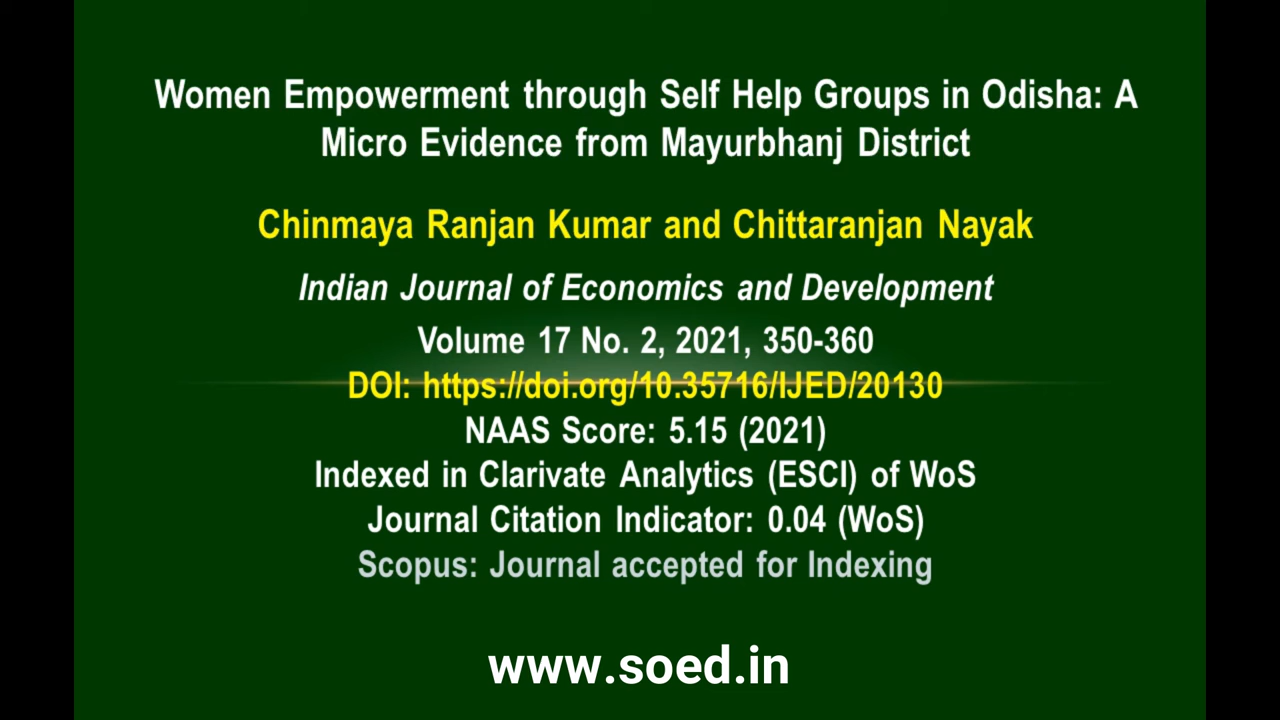 Women Empowerment through Self Help Groups in Odisha: A
Micro Evidence from Mayurbhanj District
Chinmaya Ranjan Kumar and Chittaranjan Nayak
Indian Journal of Economics and Development
Volume 17 No. 2, 2021, 350-360
DOI: https://doi.org/10.35716/IJED/20130
NAAS Score: 5.15 (2021)
Indexed in Clarivate Analytics (ESCI) of WoS
Journal Citation Indicator: 0.04 (WoS)
Scopus: Journal accepted for Indexing
www.soed.in